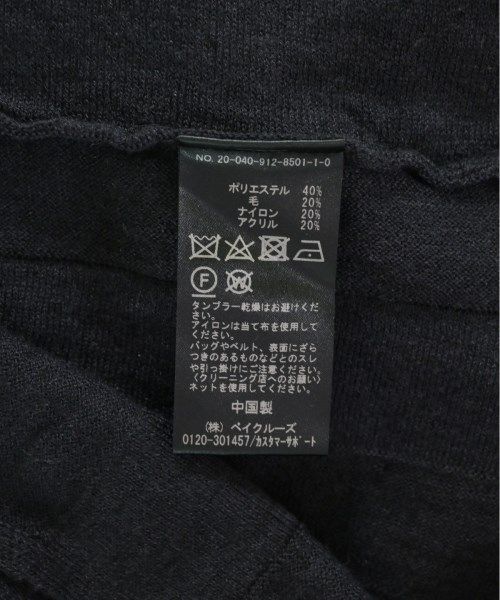 NO. 20-040-912-8501-1-0
ポリエステル 40%
毛 20%
ナイロン 20%
アクリル 20%
F W
タンブラー乾燥はお避けくだ
さい。
アイロンは当て布を使用して
ください。
バッグやベルト、表面にざら
つきのあるものなどとのスレ
や引っ掛けにご注意ください。
〈クリーニング店へのお願い〉
ネットを使用してください。
中国製
(株) ベイクルーズ
0120-301457/カスタマーサポート